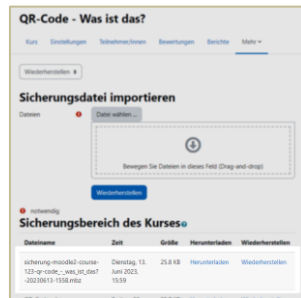 QR-Code - Was ist das?
Kurs Einstellungen Teilnehmer/innen Bewertungen Berichte Mehr
Wiederherstellen
Sicherungsdatei importieren
Dateien Datei wählen ...
Bewegen Sie Dateien in dieses Feld (Drag-and-drop)
Wiederherstellen
notwendig
Sicherungsbereich des Kurses
Dateiname Zeit Größe Herunterladen Wiederherstellen
sicherung-moodle2-course- Dienstag, 13. 25.8 KB Herunterladen Wiederherstellen
123-qr-code_-_was_ist_das? Juni 2023,
-20230613-1558.mbz 15:59